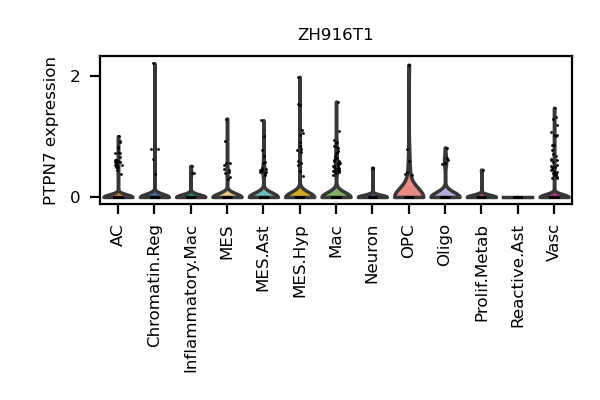 ZH916T1
PTPN7 expression
2
0
AC
Chromatin.Reg
Inflammatory.Mac
MES
MES.Ast
MES.Hyp
Mac
Neuron
OPC
Oligo
Prolif.Metab
Reactive.Ast
Vasc